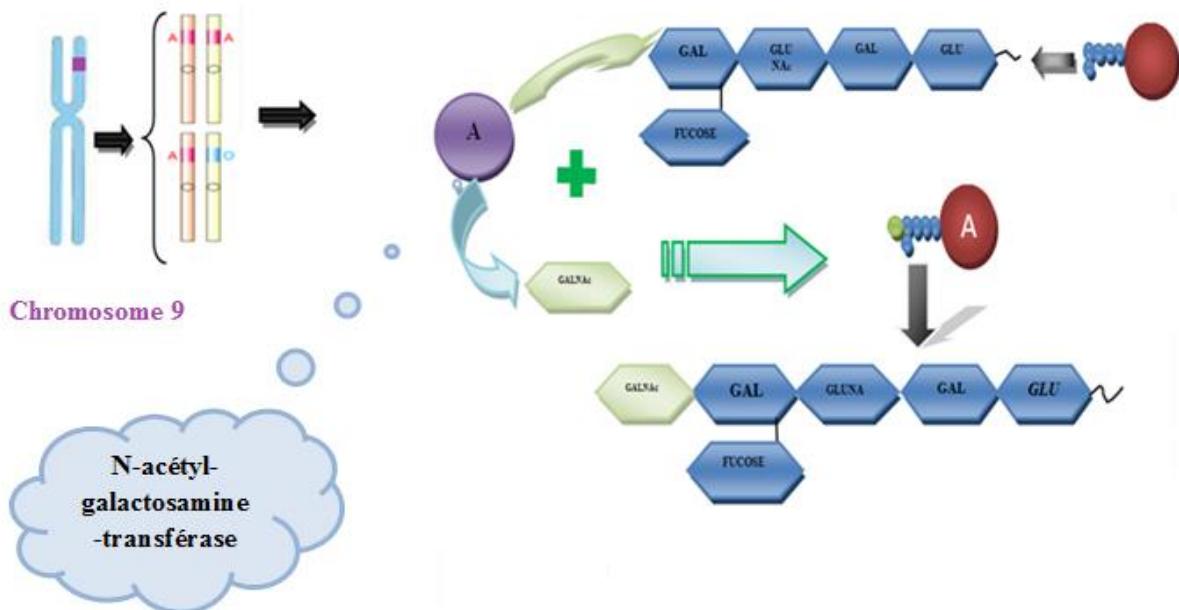 A A
A O
Chromosome 9
N-acétyl-
galactosamine
-transférase
A
GALNAc
GAL
GLU
NAc
GAL
GLU
FUCOSE
A
GALNAc
GAL
GLUNA
GAL
GLU
FUCOSE